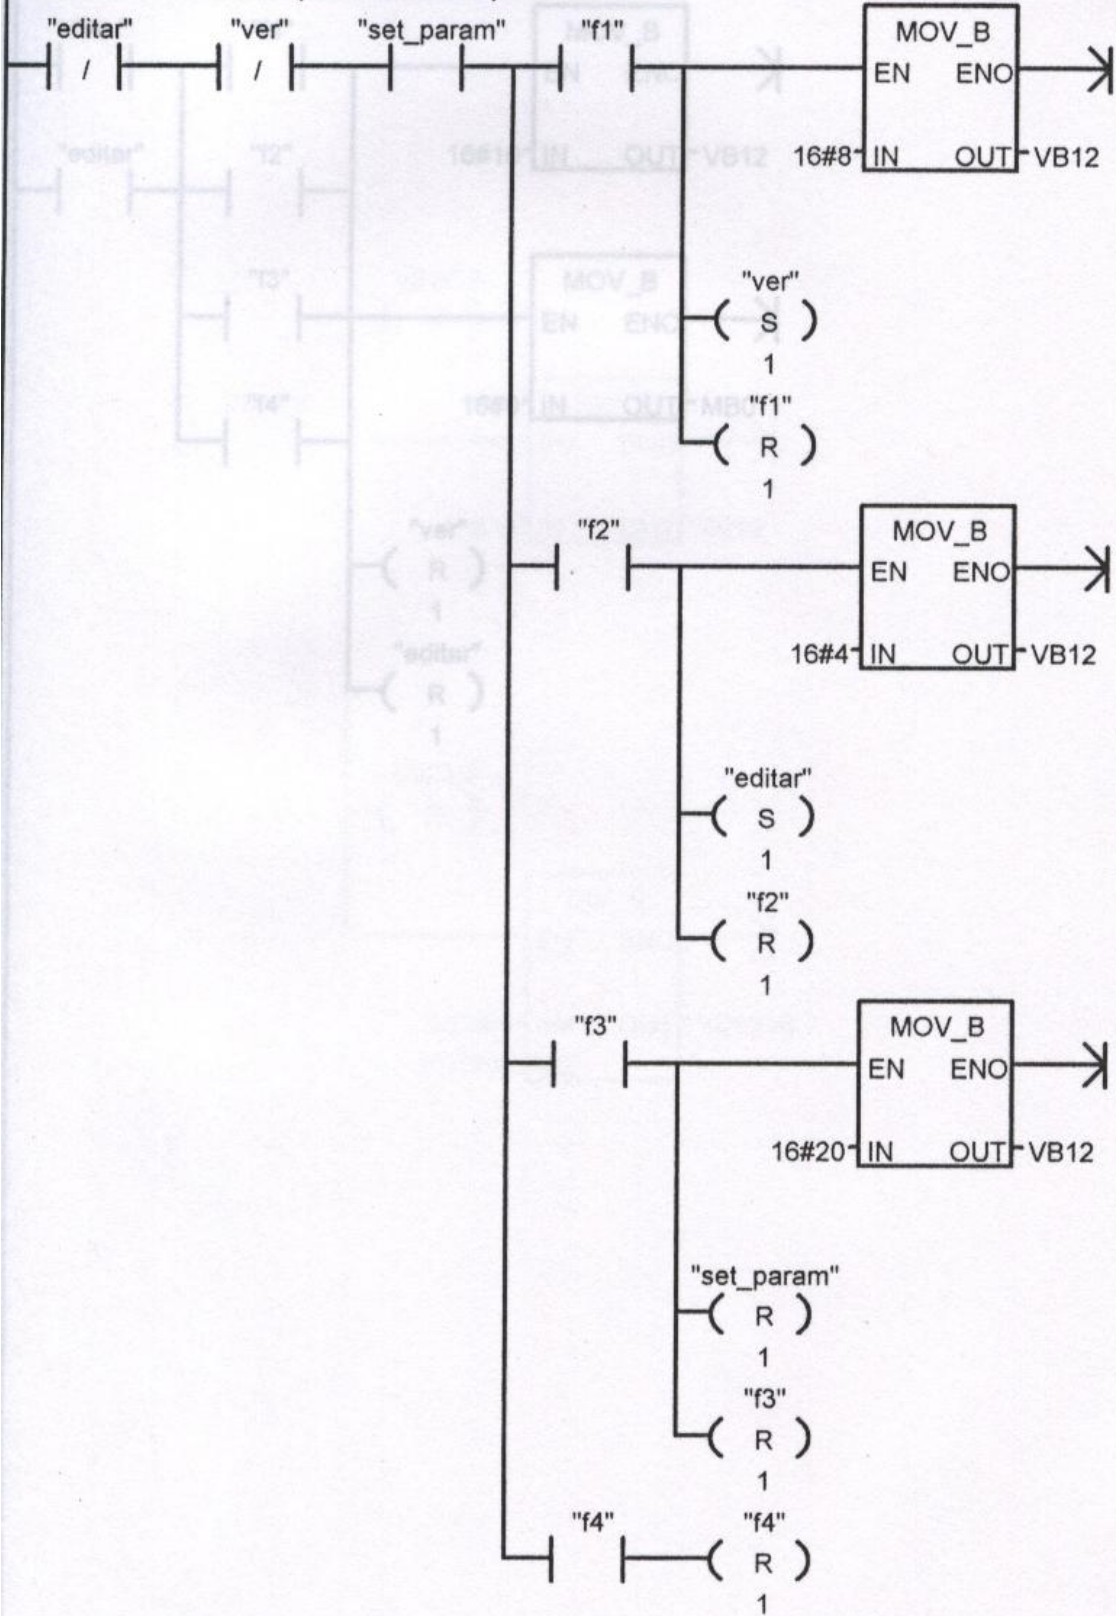 "editar" "ver" "set_param" "f1" MOV_B
/ / EN ENO
16#8 IN OUT VB12
"ver"
S
1
"f1"
R
1
"f2" MOV_B
EN ENO
16#4 IN OUT VB12
"editar"
S
1
"f2"
R
1
"f3" MOV_B
EN ENO
16#20 IN OUT VB12
"set_param"
R
1
"f3"
R
1
"f4" "f4"
R
1